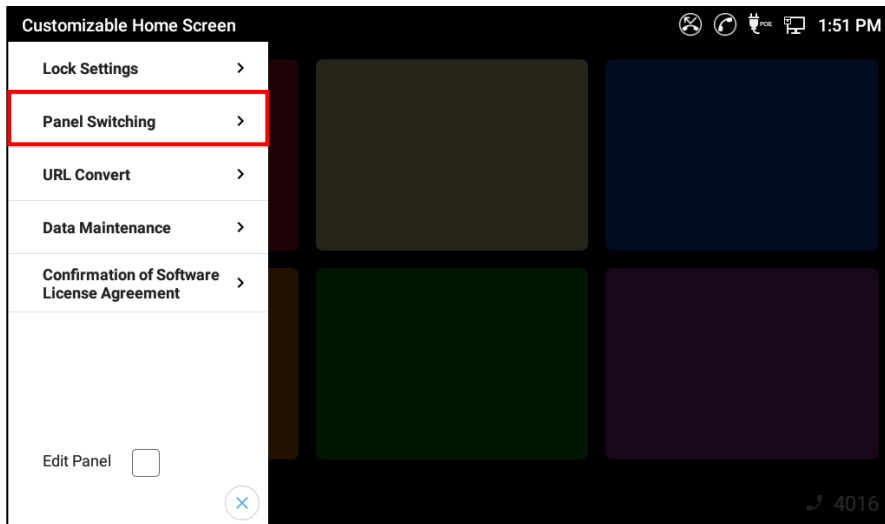 Customizable Home Screen
POE
1:51 PM
Lock Settings
Panel Switching
URL Convert
Data Maintenance
Confirmation of Software
License Agreement
Edit Panel
4016